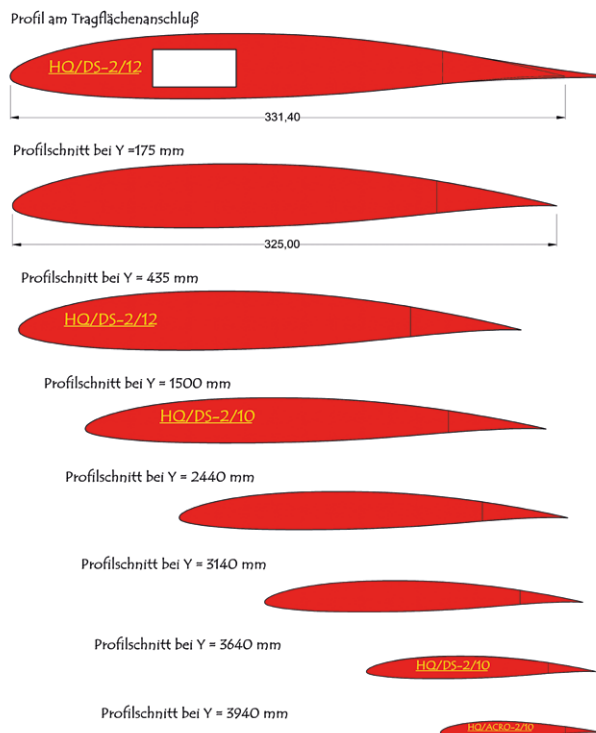 Profil am Tragflächenanschluß
HQ/DS-2/12
331,40
Profilschnitt bei Y =175 mm
325,00
Profilschnitt bei Y = 435 mm
HQ/DS-2/12
Profilschnitt bei Y = 1500 mm
HQ/DS-2/10
Profilschnitt bei Y = 2440 mm
Profilschnitt bei Y = 3140 mm
Profilschnitt bei Y = 3640 mm
HQ/DS-2/10
Profilschnitt bei Y = 3940 mm
HQ/ACRO-2/10